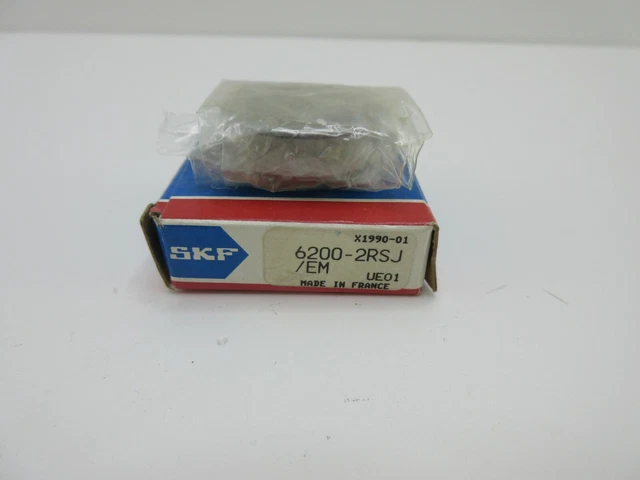 X1990-01
SKF
6200-2RSJ
/EM
UE01
MADE IN FRANCE